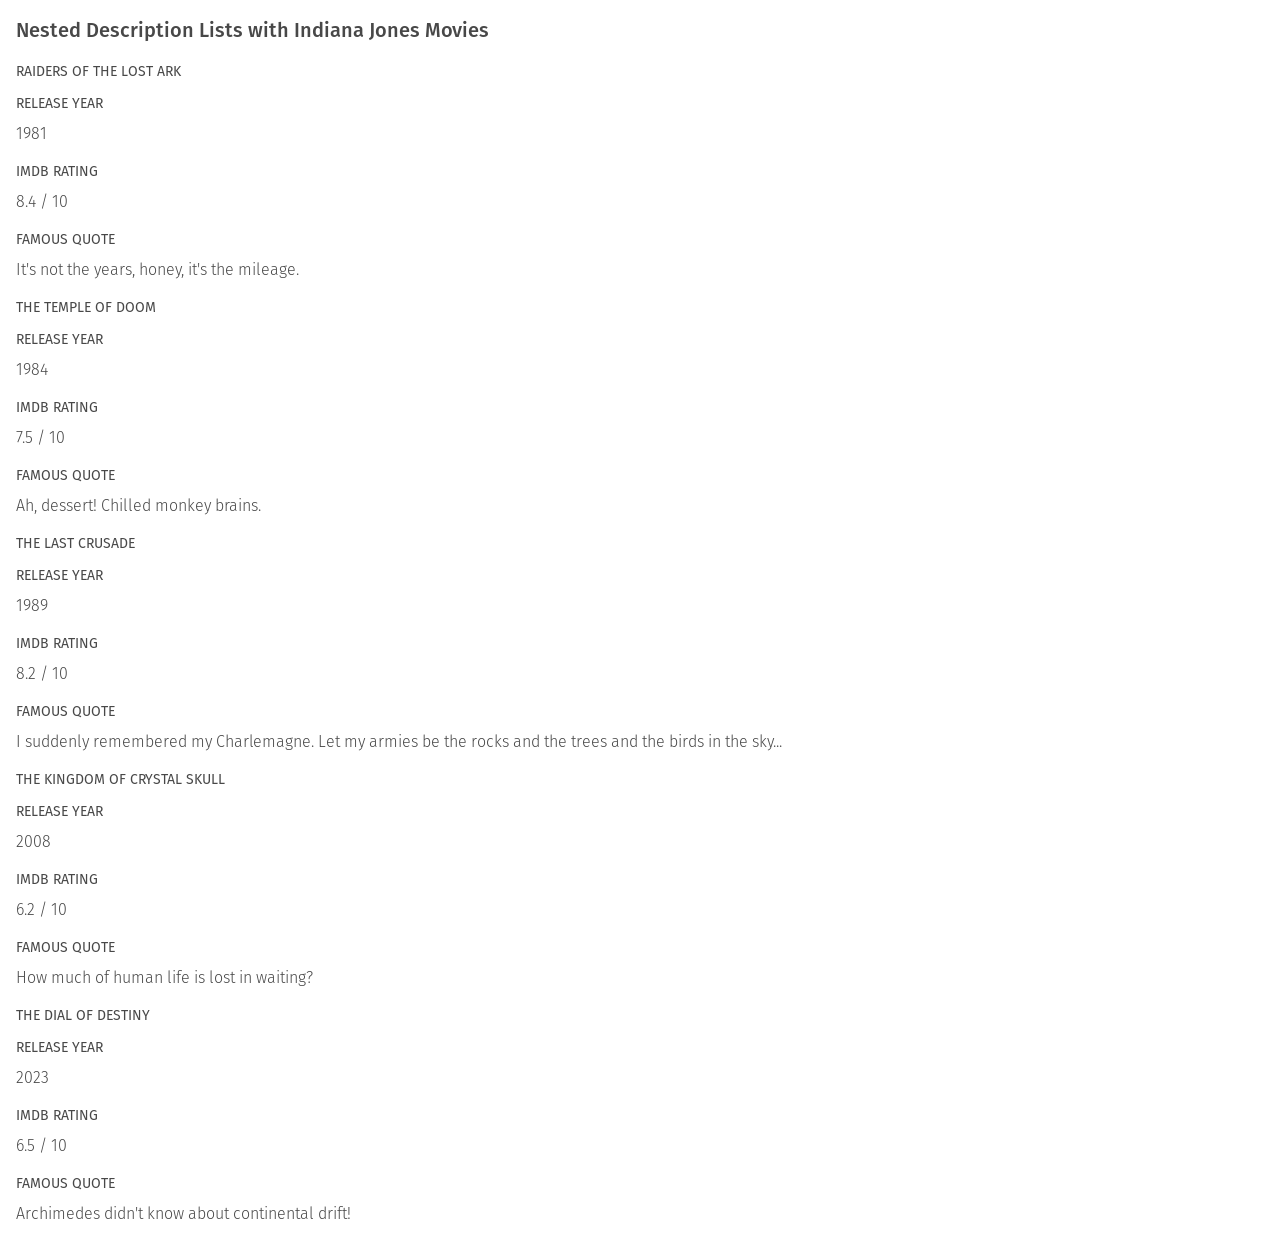 Nested Description Lists with Indiana Jones Movies
RAIDERS OF THE LOST ARK
RELEASE YEAR
1981
IMDB RATING
8.4 / 10
FAMOUS QUOTE
It's not the years, honey, it's the mileage.
THE TEMPLE OF DOOM
RELEASE YEAR
1984
IMDB RATING
7.5 / 10
FAMOUS QUOTE
Ah, dessert! Chilled monkey brains.
THE LAST CRUSADE
RELEASE YEAR
1989
IMDB RATING
8.2 / 10
FAMOUS QUOTE
I suddenly remembered my Charlemagne. Let my armies be the rocks and the trees and the birds in the sky...
THE KINGDOM OF CRYSTAL SKULL
RELEASE YEAR
2008
IMDB RATING
6.2 / 10
FAMOUS QUOTE
How much of human life is lost in waiting?
THE DIAL OF DESTINY
RELEASE YEAR
2023
IMDB RATING
6.5 / 10
FAMOUS QUOTE
Archimedes didn't know about continental drift!